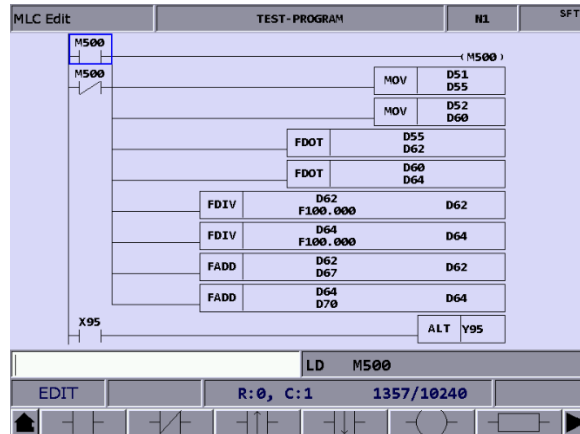 MLC Edit TEST-PROGRAM N1 SFT
M500
(M500)
M500
MOV D51
D55
MOV D52
D60
FDOT D55
D62
FDOT D60
D64
FDIV D62 D62
F100.000
FDIV D64 D64
F100.000
FADD D62 D62
D67
FADD D64 D64
D70
X95
ALT Y95
LD M500
EDIT R:0, C:1 1357/10240